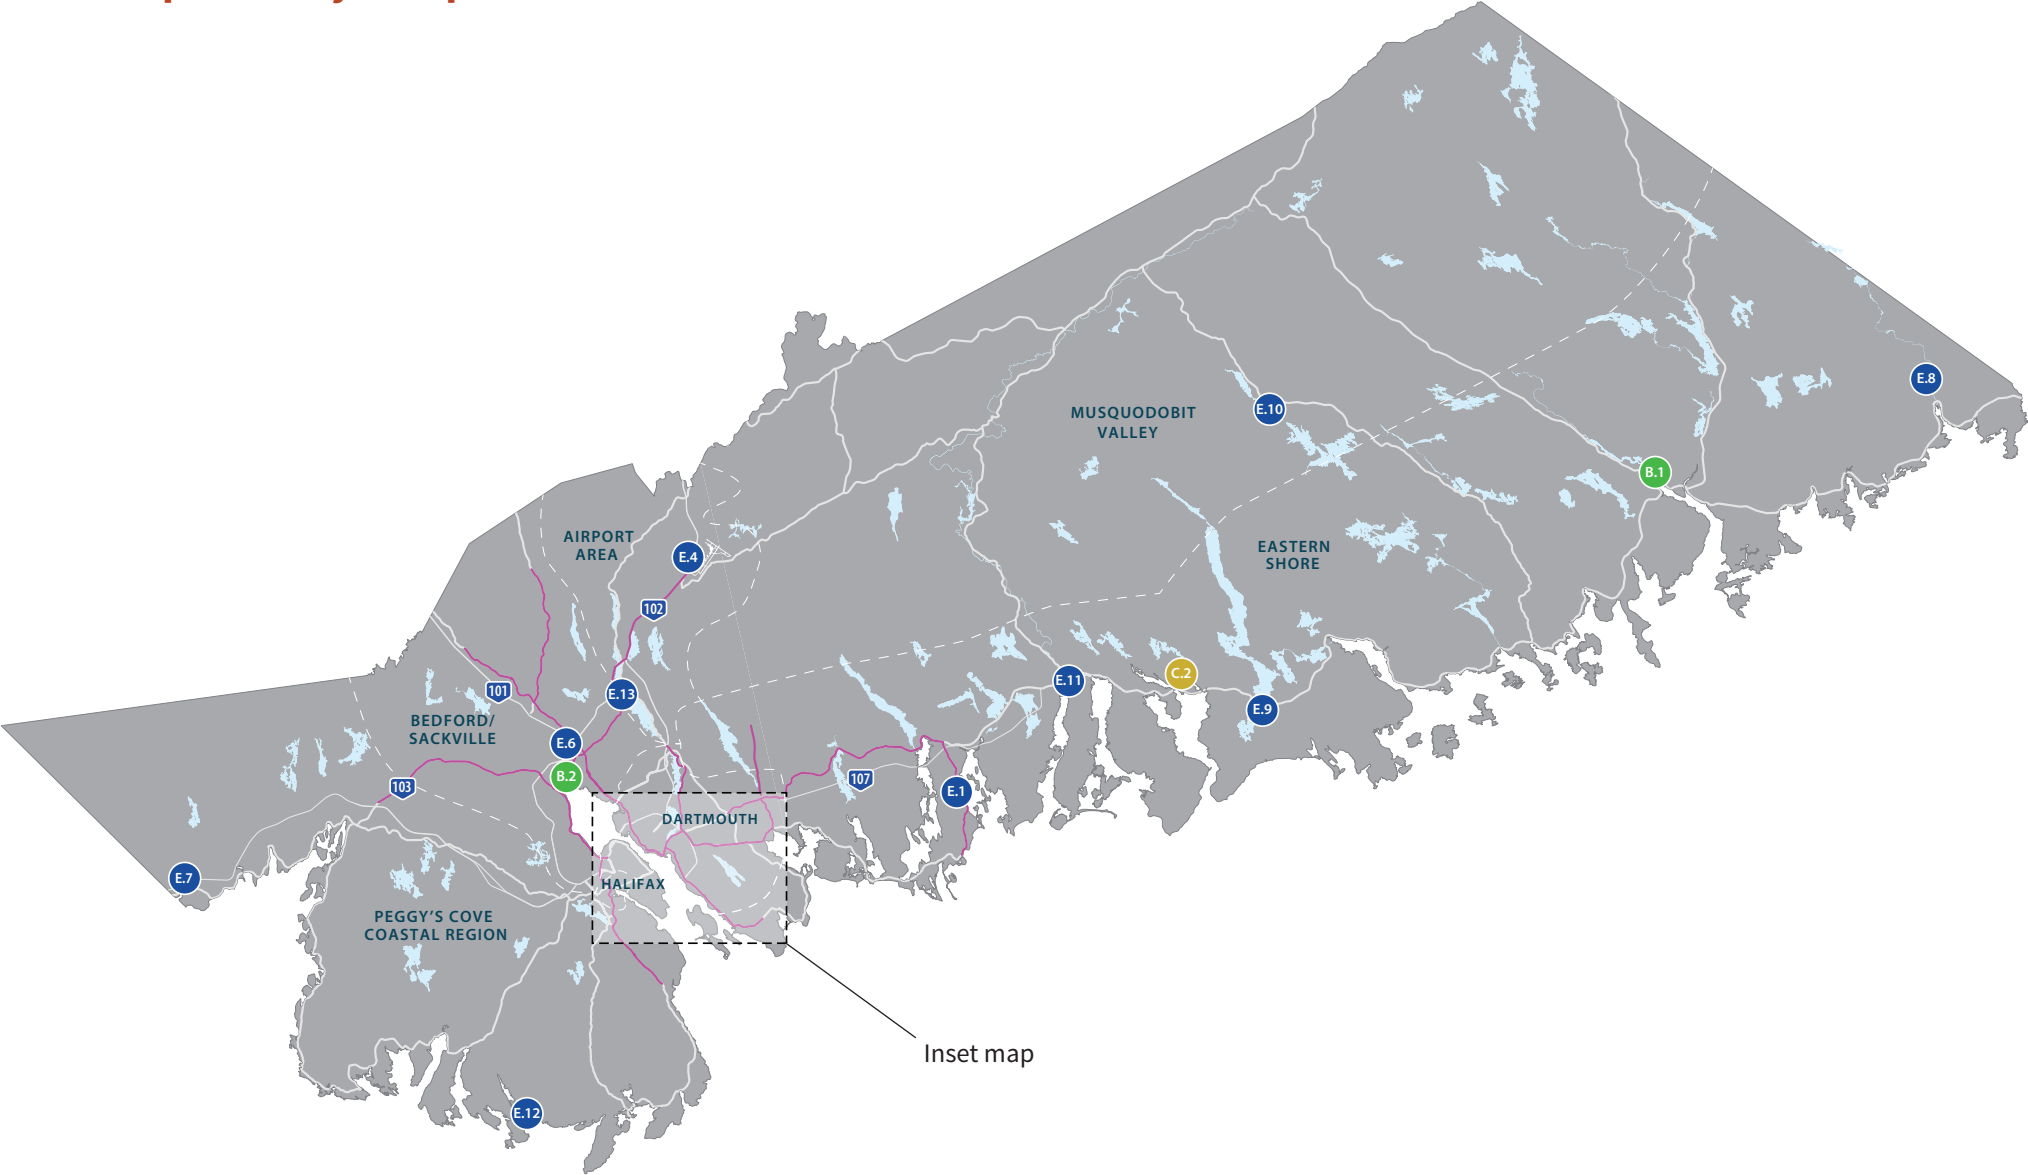 E.8
MUSQUODOBIT
VALLEY
E.10
B.1
AIRPORT
AREA
E.4
EASTERN
SHORE
102
E.11
C.2
101
E.13
E.9
BEDFORD/
SACKVILLE
E.6
B.2
103
107
E.1
DARTMOUTH
E.7
HALIFAX
PEGGY'S COVE
COASTAL REGION
Inset map
E.12